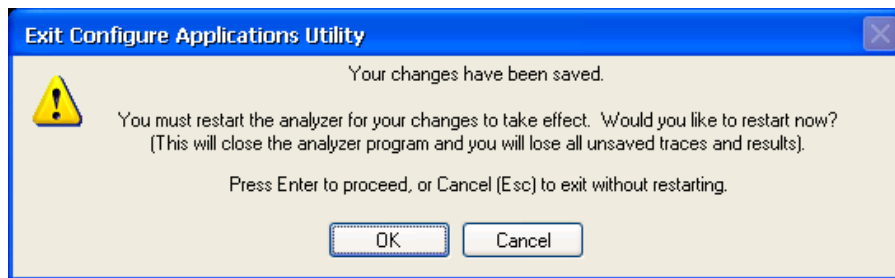 Exit Configure Applications Utility
Your changes have been saved.
You must restart the analyzer for your changes to take effect.  Would you like to restart now?
(This will close the analyzer program and you will lose all unsaved traces and results).
Press Enter to proceed, or Cancel (Esc) to exit without restarting.
OK Cancel